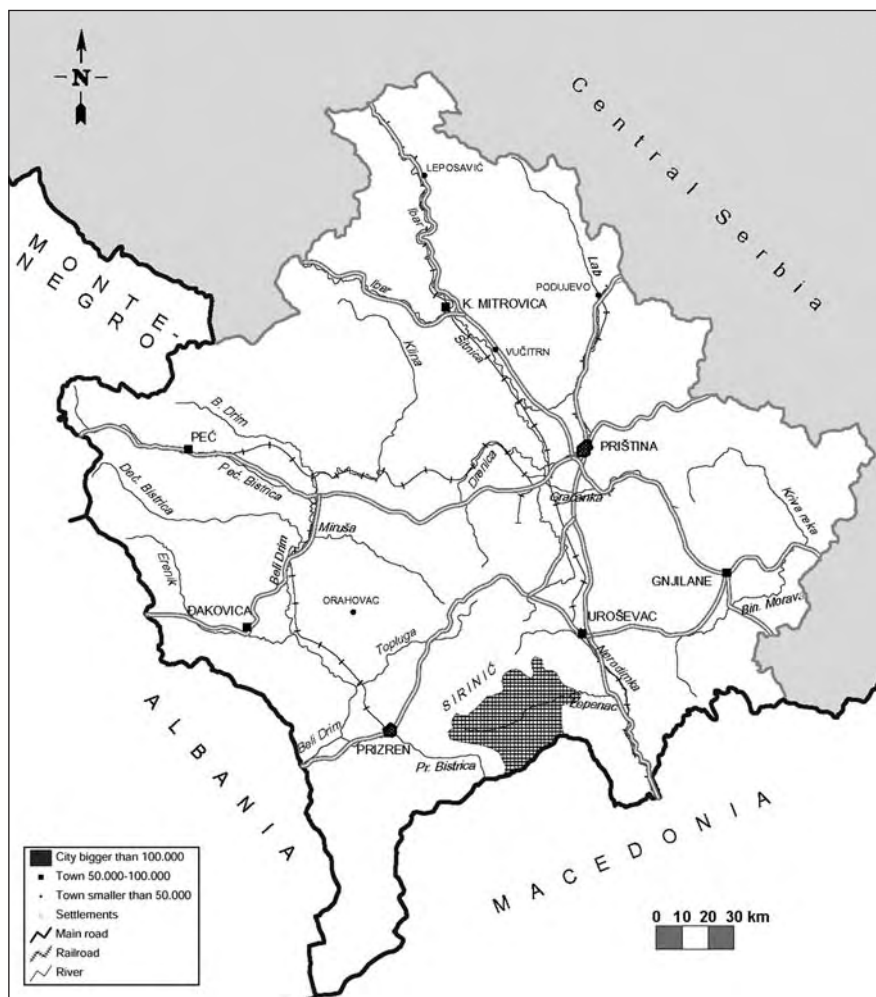 N
Central Serbia
MONTE-
NEGRO
LEPOSAVIĆ
Ibar
Lab
PODUJEVO
Ibar
K. MITROVICA
Sitnica
VUČITRN
Klina
B. Drim
PEĆ
PRIŠTINA
Peć. Bistrica
Drenica
Deč. Bistrica
Gračanka
Kriva reka
Miruša
Erenik
Beli Drim
GNJILANE
ĐAKOVICA
ORAHOVAC
Bin. Morava
UROŠEVAC
Topluga
Nerodimka
SIRINIĆ
Lepenac
ALBANIA
Beli Drim
PRIZREN
Pr. Bistrica
MACEDONIA
City bigger than 100.000
Town 50.000-100.000
Town smaller than 50.000
Settlements
Main road
Railroad
River
0 10 20 30 km